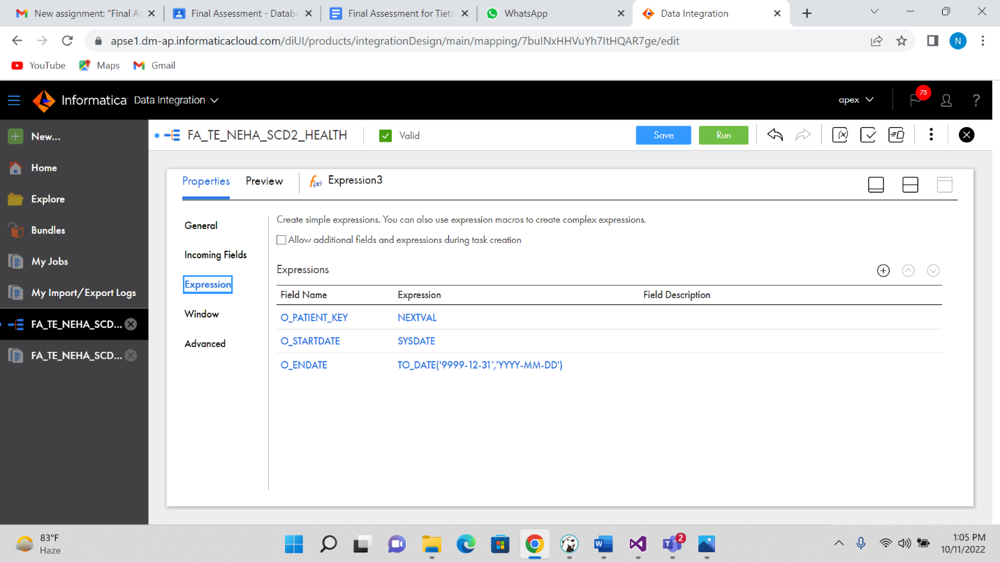 New assignment: "Final As
Final Assessment - Databa
Final Assessment for Tieto
WhatsApp
Data Integration
apse1.dm-ap.informaticacloud.com/diUI/products/integrationDesign/main/mapping/7buINxHHVuYh7ItHQAR7ge/edit
N
YouTube
Maps
Gmail
Informatica
Data Integration
apex
75
?
New...
FA_TE_NEHA_SCD2_HEALTH
Valid
Save
Run
Home
Explore
Bundles
My Jobs
My Import/Export Logs
FA_TE_NEHA_SCD...
FA_TE_NEHA_SCD...
Properties
Preview
f(x)
Expression3
General
Incoming Fields
Expression
Window
Advanced
Create simple expressions. You can also use expression macros to create complex expressions.
Allow additional fields and expressions during task creation
Expressions
Field Name Expression Field Description
O_PATIENT_KEY NEXTVAL
O_STARTDATE SYSDATE
O_ENDATE TO_DATE('9999-12-31','YYYY-MM-DD')
83°F
Haze
2
1:05 PM
10/11/2022